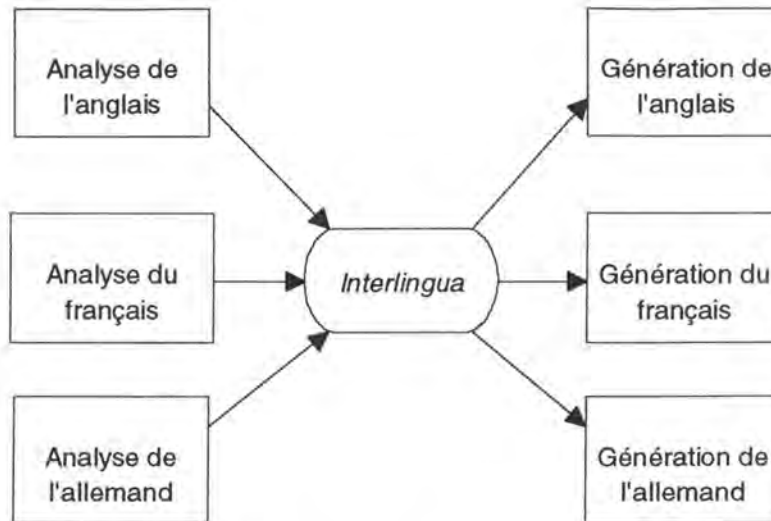 Analyse de
l'anglais
Génération de
l'anglais
Analyse du
français
Interlingua
Génération du
français
Analyse de
l'allemand
Génération de
l'allemand